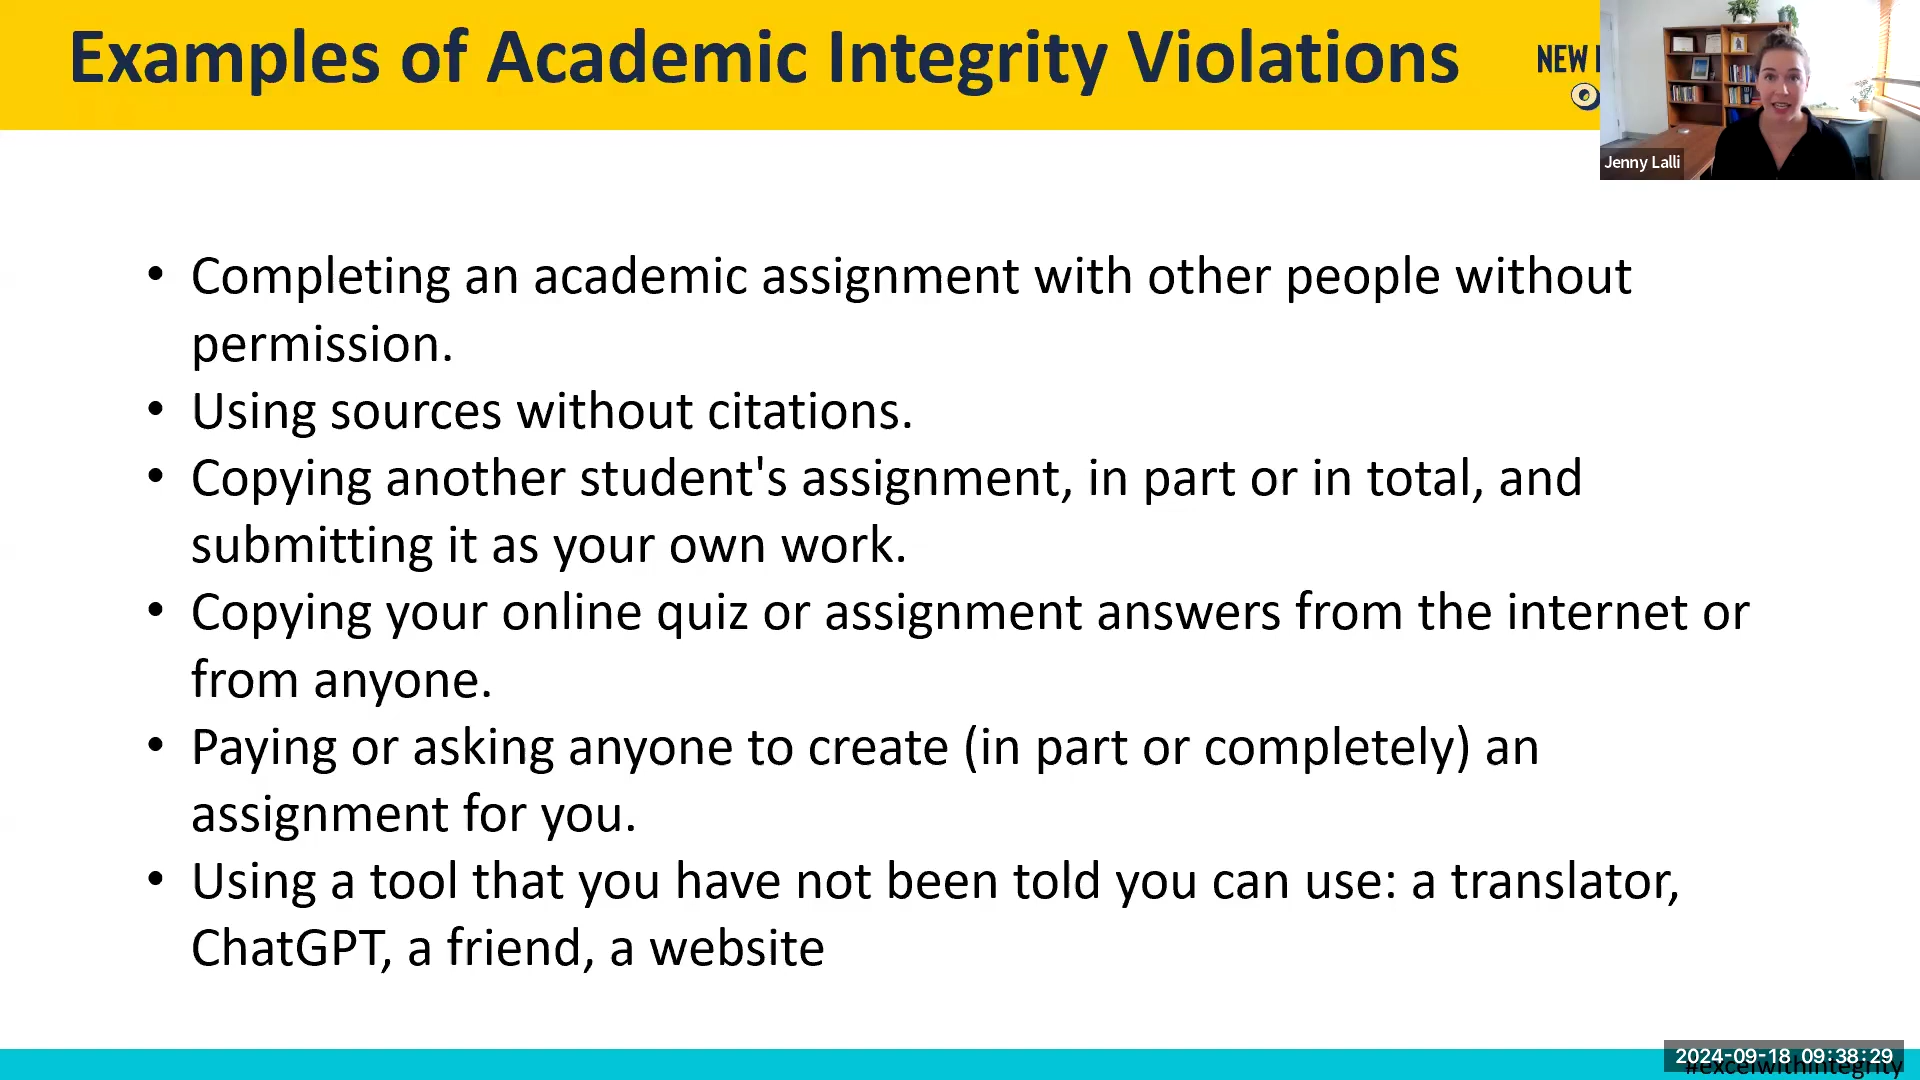 Examples of Academic Integrity Violations
NEW
Jenny Lalli
• Completing an academic assignment with other people without
permission.
• Using sources without citations.
• Copying another student's assignment, in part or in total, and
submitting it as your own work.
• Copying your online quiz or assignment answers from the internet or
from anyone.
• Paying or asking anyone to create (in part or completely) an
assignment for you.
• Using a tool that you have not been told you can use: a translator,
ChatGPT, a friend, a website
2024-09-18 09:38:29
#excelwithintegrity